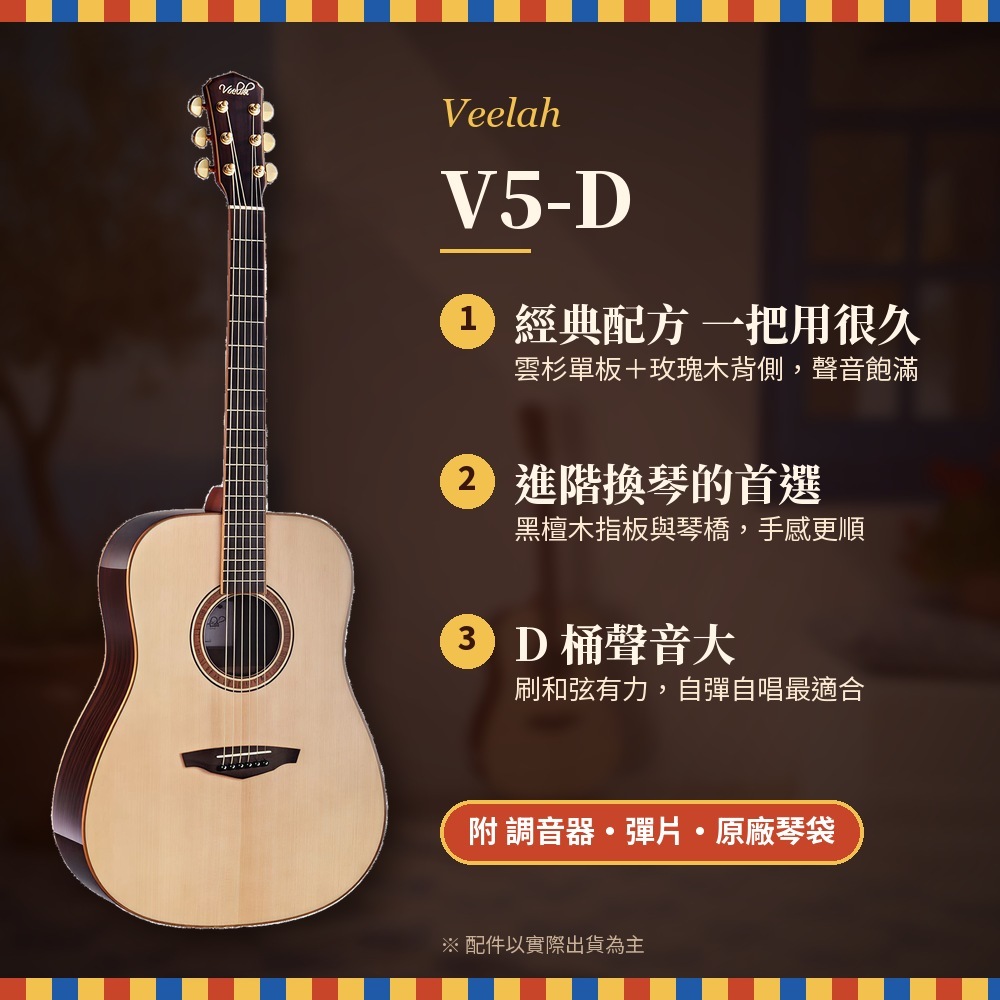 Veelah
Veelah
V5-D
1
經典配方 一把用很久
雲杉單板＋玫瑰木背側，聲音飽滿
2
進階換琴的首選
黑檀木指板與琴橋，手感更順
3
D 桶聲音大
刷和弦有力，自彈自唱最適合
附 調音器・彈片・原廠琴袋
※ 配件以實際出貨為主